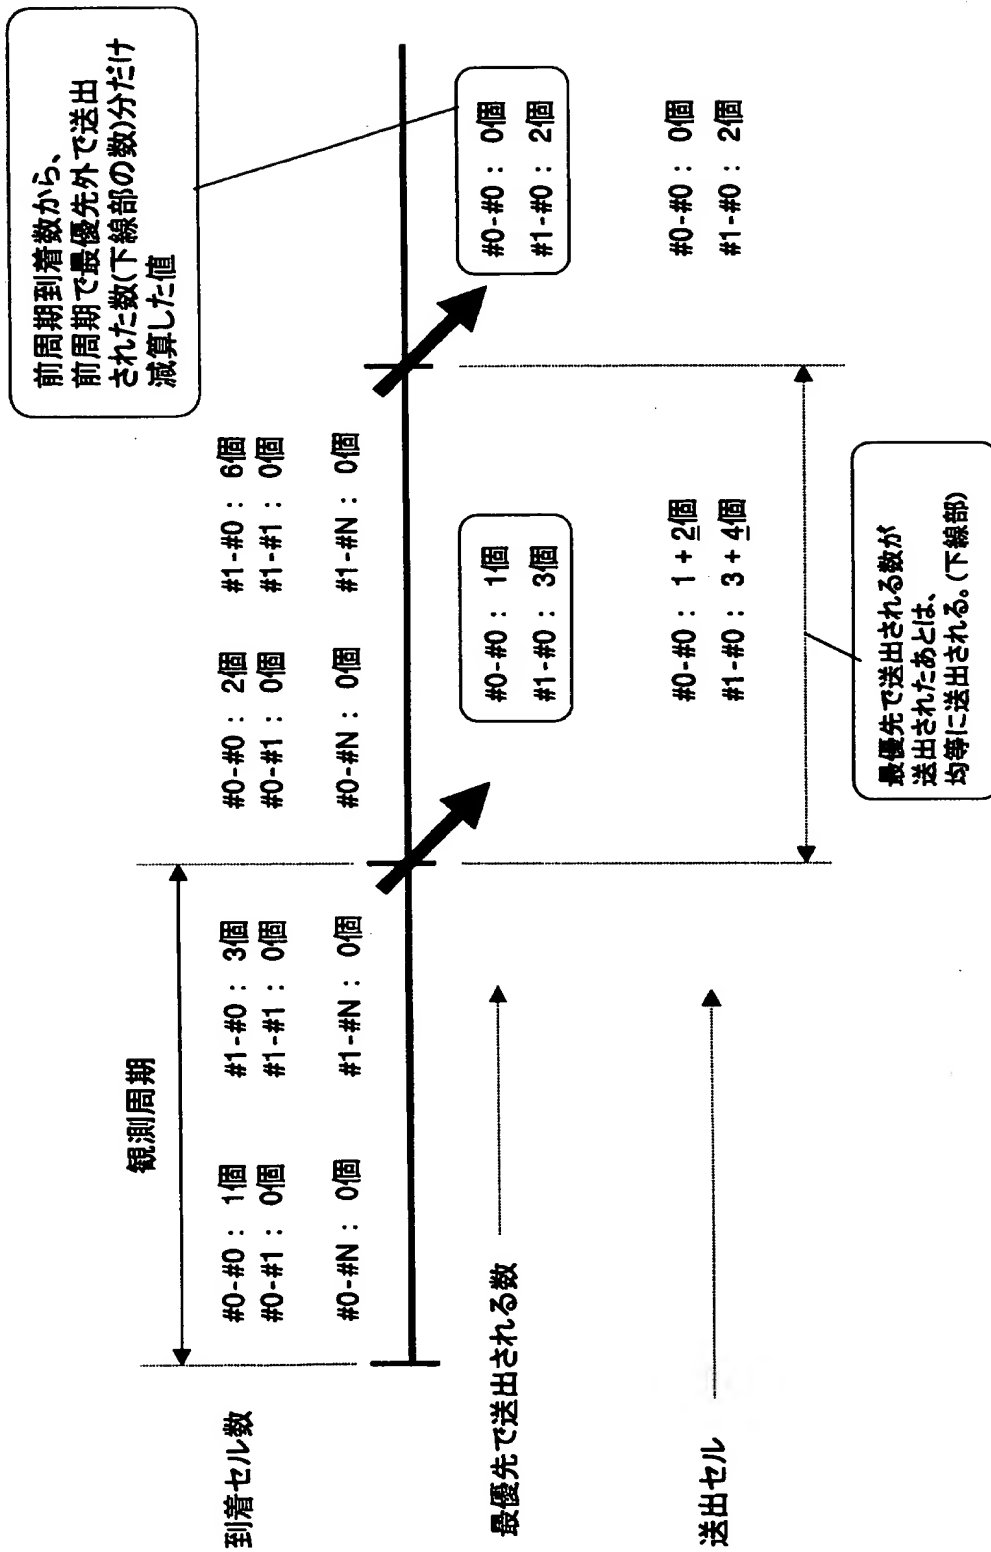 前周期到着数から、
前周期で最優先外で送出
された数(下線部の数)分だけ
減算した値
観測周期
到着セル数
#0-#0 : 1個
#0-#1 : 0個
#0-#N : 0個
#1-#0 : 3個
#1-#1 : 0個
#1-#N : 0個
#0-#0 : 2個
#0-#1 : 0個
#0-#N : 0個
#1-#0 : 6個
#1-#1 : 0個
#1-#N : 0個
最優先で送出される数
#0-#0 : 1個
#1-#0 : 3個
#0-#0 : 0個
#1-#0 : 2個
送出セル
#0-#0 : 1 + 2個
#1-#0 : 3 + 4個
#0-#0 : 0個
#1-#0 : 2個
最優先で送出される数が
送出されたあとは、
均等に送出される。(下線部)